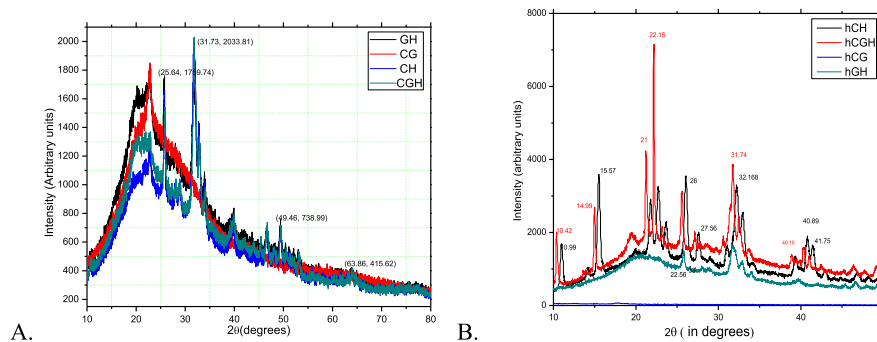 A.
Intensity (Arbitrary units)
2000
1800
1600
1400
1200
1000
800
600
400
200
10 20 30 40 50 60 70 80
2θ(degrees)
(31.73, 2033.81)
(25.64, 1759.74)
(49.46, 738.99)
(63.86, 415.62)
GH
CG
CH
CGH
B.
Intensity (arbitrary units)
8000
6000
4000
2000
0
10 20 30 40
2θ ( in degrees)
22.15
21
15.57
14.99
10.42
10.99
26
27.56
22.56
31.74
32.168
40.15
40.89
41.75
hCH
hCGH
hCG
hGH